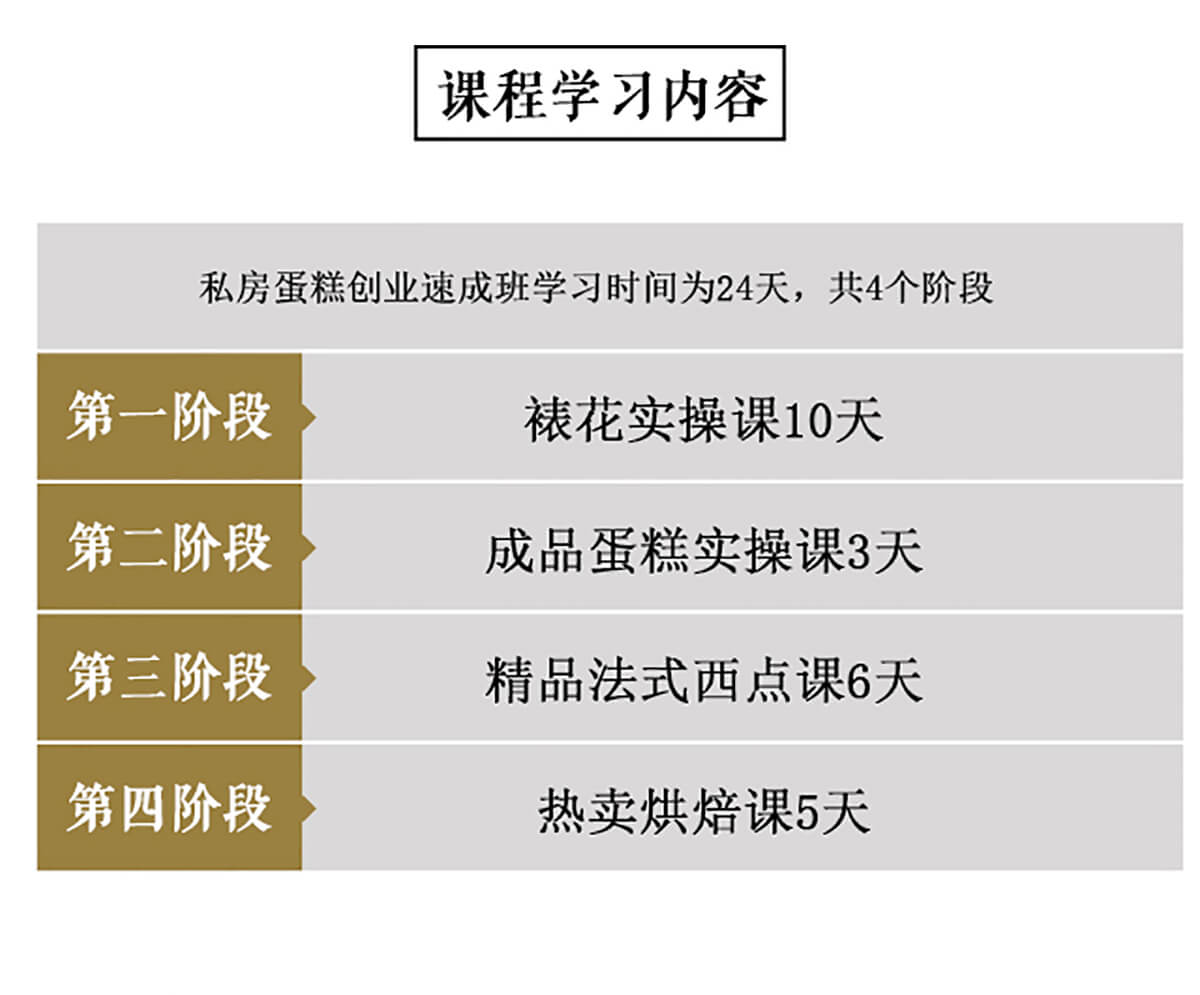 课程学习内容
私房蛋糕创业速成班学习时间为24天，共4个阶段
第一阶段
裱花实操课10天
第二阶段
成品蛋糕实操课3天
第三阶段
精品法式西点课6天
第四阶段
热卖烘焙课5天